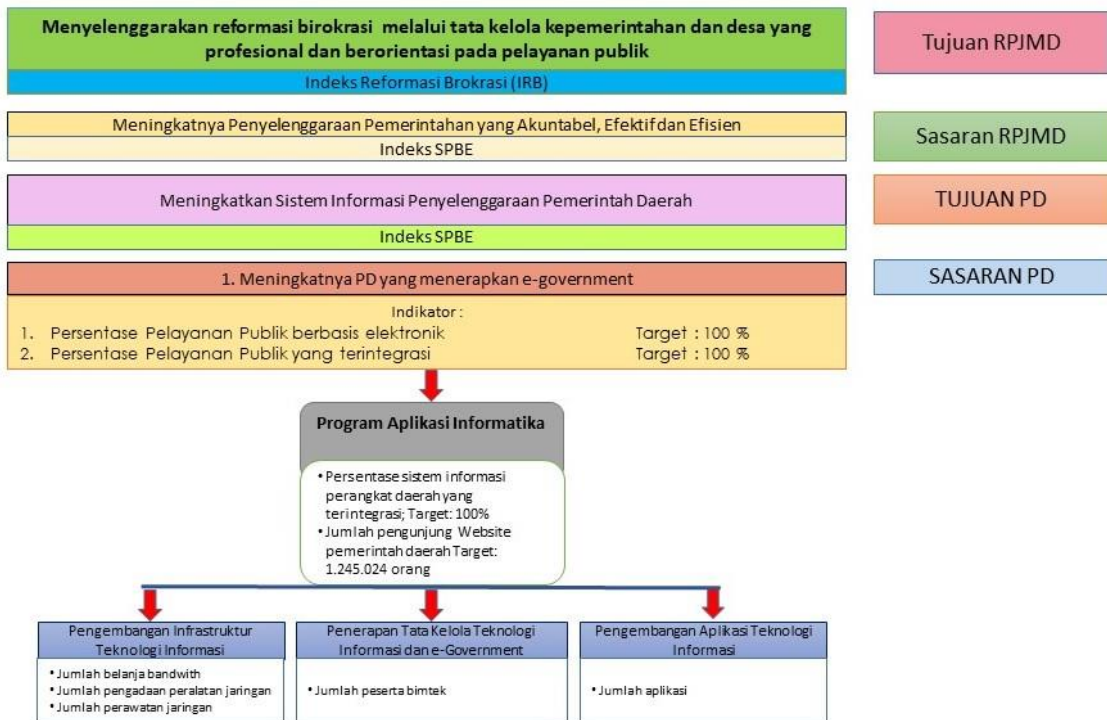 Menyelenggarakan reformasi birokrasi melalui tata kelola kepemerintahan dan desa yang
profesional dan berorientasi pada pelayanan publik
Indeks Reformasi Brokrasi (IRB)
Tujuan RPJMD
Meningkatnya Penyelenggaraan Pemerintahan yang Akuntabel, Efektif dan Efisien
Indeks SPBE
Sasaran RPJMD
Meningkatkan Sistem Informasi Penyelenggaraan Pemerintah Daerah
Indeks SPBE
TUJUAN PD
1. Meningkatnya PD yang menerapkan e-government
SASARAN PD
Indikator :
1. Persentase Pelayanan Publik berbasis elektronik Target : 100 %
2. Persentase Pelayanan Publik yang terintegrasi Target : 100 %
Program Aplikasi Informatika
• Persentase sistem informasi
perangkat daerah yang
terintegrasi; Target: 100%
• Jumlah pengunjung Website
pemerintah daerah Target:
1.245.024 orang
Pengembangan Infrastruktur
Teknologi Informasi
• Jumlah belanja bandwith
• Jumlah pengadaan peralatan jaringan
• Jumlah perawatan jaringan
Penerapan Tata Kelola Teknologi
Informasi dan e-Government
• Jumlah peserta bimtek
Pengembangan Aplikasi Teknologi
Informasi
• Jumlah aplikasi